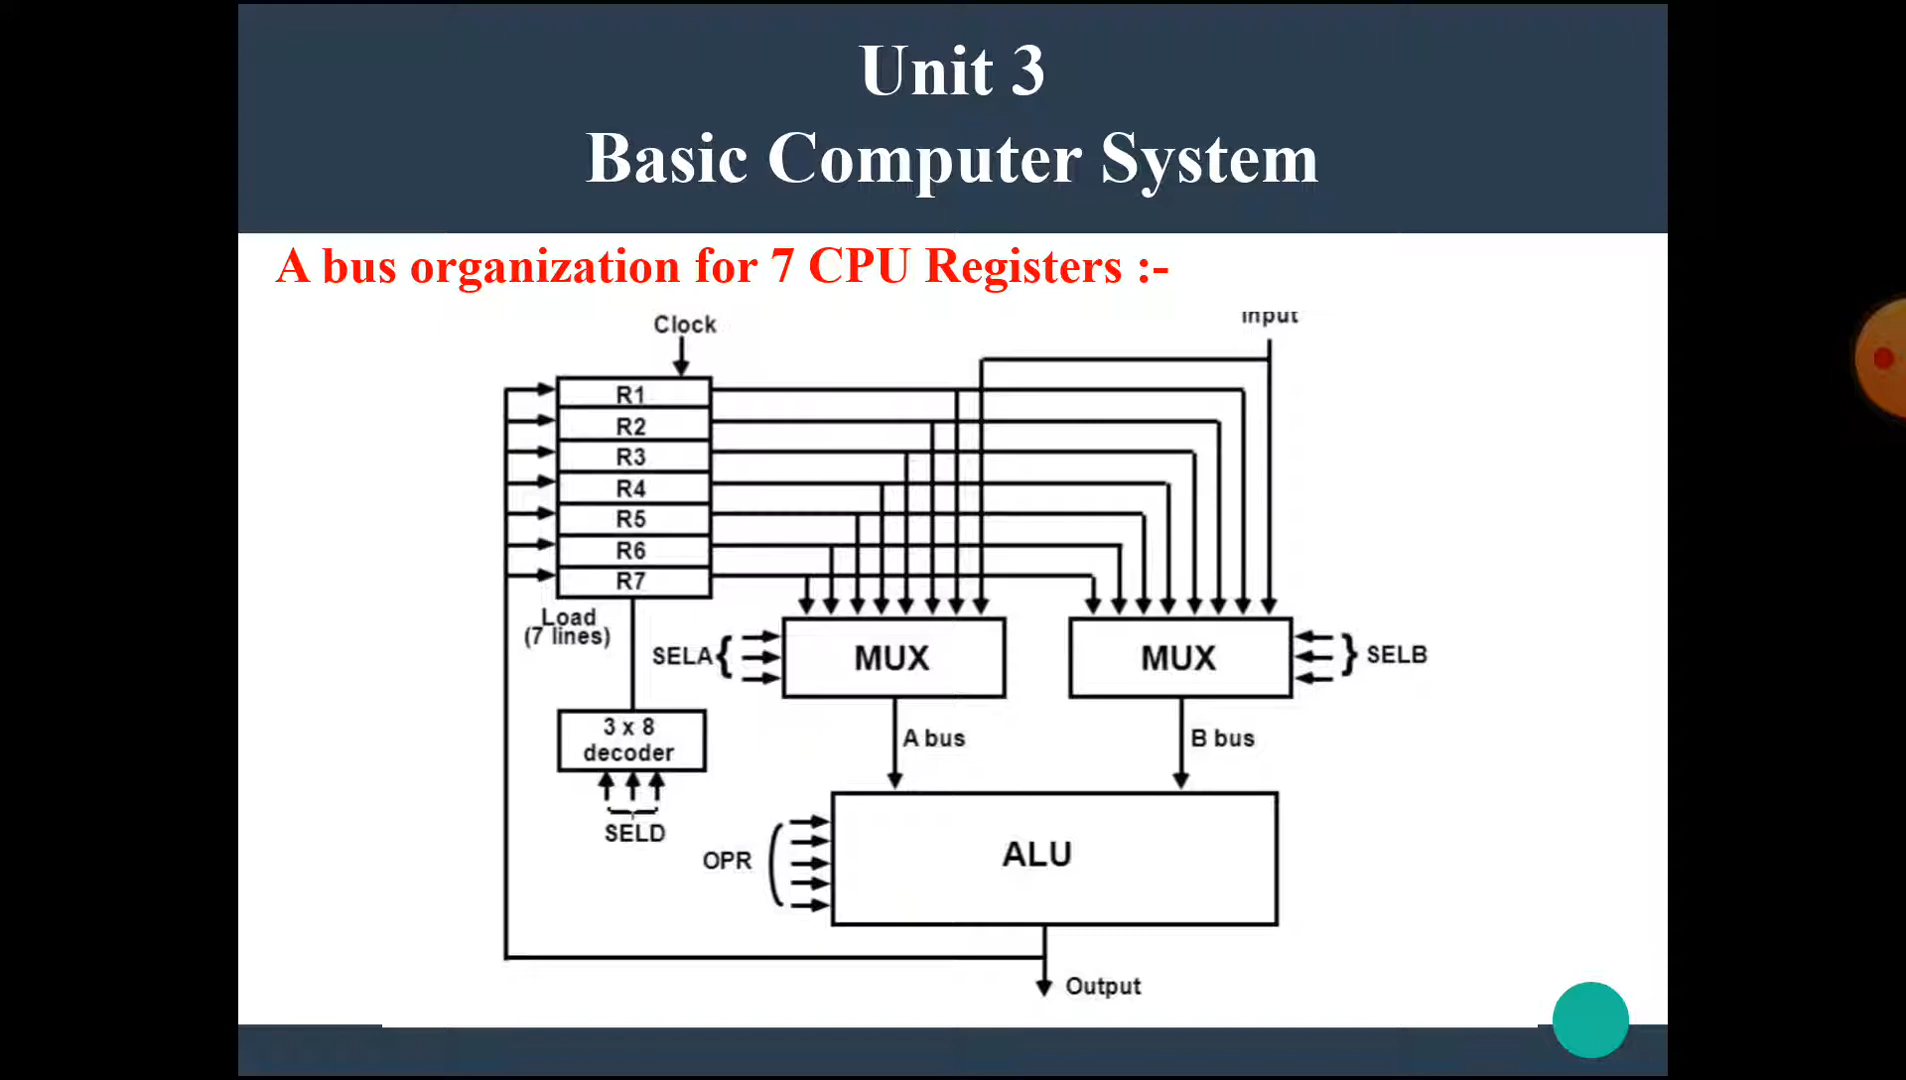 Unit 3
Basic Computer System
A bus organization for 7 CPU Registers :-
Clock
Input
R1
R2
R3
R4
R5
R6
R7
Load
(7 lines)
SELA
MUX
MUX
SELB
3 x 8
decoder
A bus
B bus
SELD
OPR
ALU
Output